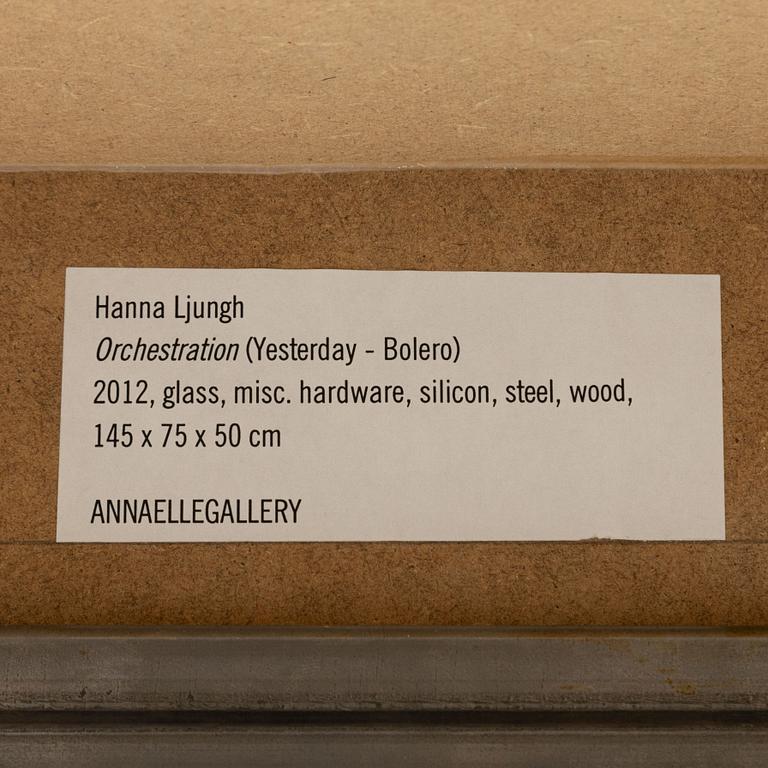 Hanna Ljungh
Orchestration (Yesterday - Bolero)
2012, glass, misc. hardware, silicon, steel, wood,
145 x 75 x 50 cm
ANNAELLEGALLERY